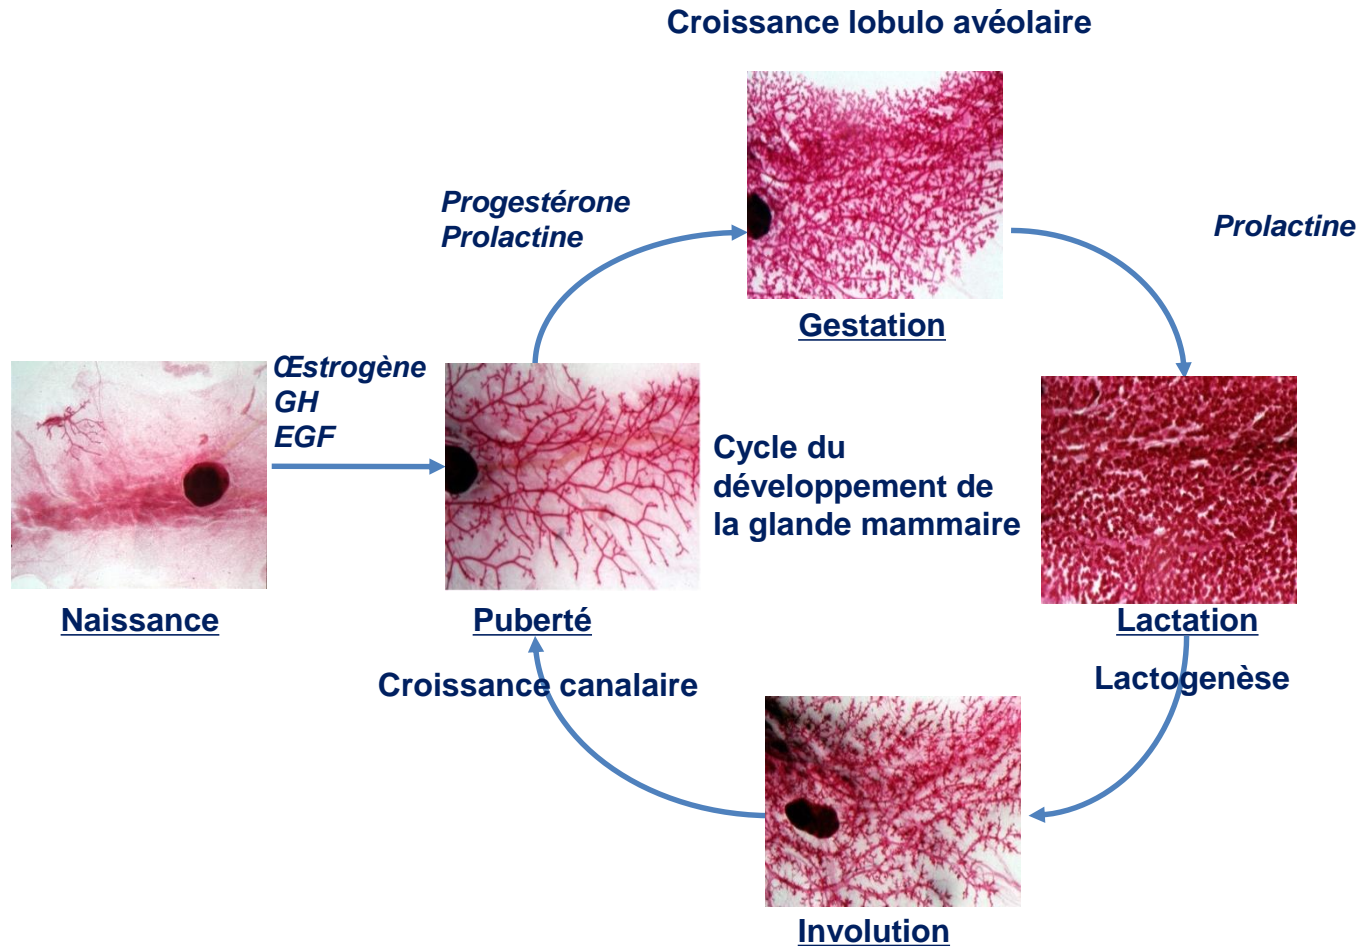 Croissance lobulo avéolaire
Progestérone
Prolactine
Prolactine
Gestation
Œstrogène
GH
EGF
Cycle du
développement de
la glande mammaire
Naissance
Puberté
Lactation
Croissance canalaire
Lactogenèse
Involution